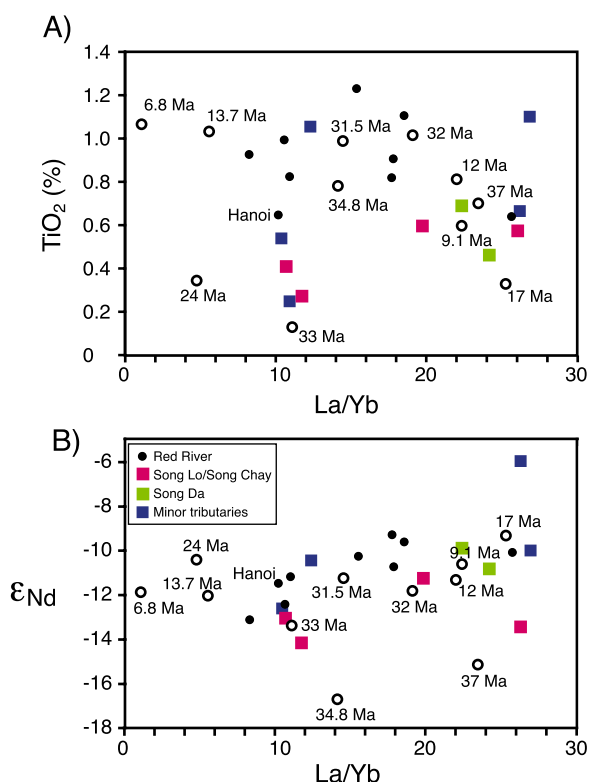 A)
TiO2 (%)
1.4
1.2
1.0
0.8
0.6
0.4
0.2
0
6.8 Ma
13.7 Ma
31.5 Ma
32 Ma
12 Ma
34.8 Ma
37 Ma
Hanoi
9.1 Ma
24 Ma
17 Ma
33 Ma
0 10 20 30
La/Yb
B)
εNd
-6
-8
-10
-12
-14
-16
-18
Red River
Song Lo/Song Chay
Song Da
Minor tributaries
17 Ma
24 Ma
9.1 Ma
13.7 Ma
Hanoi
31.5 Ma
12 Ma
6.8 Ma
32 Ma
33 Ma
37 Ma
34.8 Ma
0 10 20 30
La/Yb